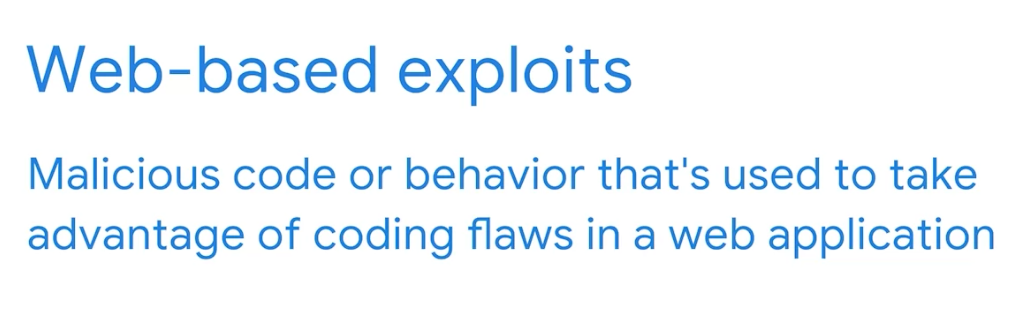 Web-based exploits
Malicious code or behavior that's used to take
advantage of coding flaws in a web application